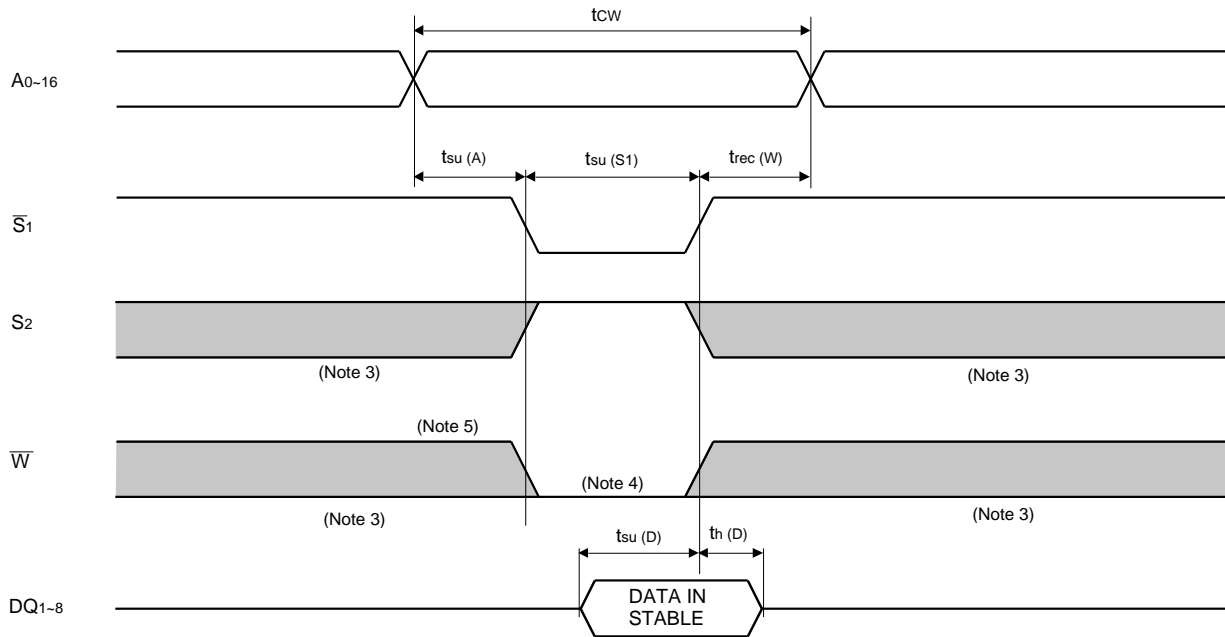 tCW
A0~16
tsu (A)
tsu (S1)
trec (W)
S̅1
S2
(Note 3)
(Note 3)
(Note 5)
W̅
(Note 4)
(Note 3)
(Note 3)
tsu (D)
th (D)
DQ1~8
DATA IN
STABLE